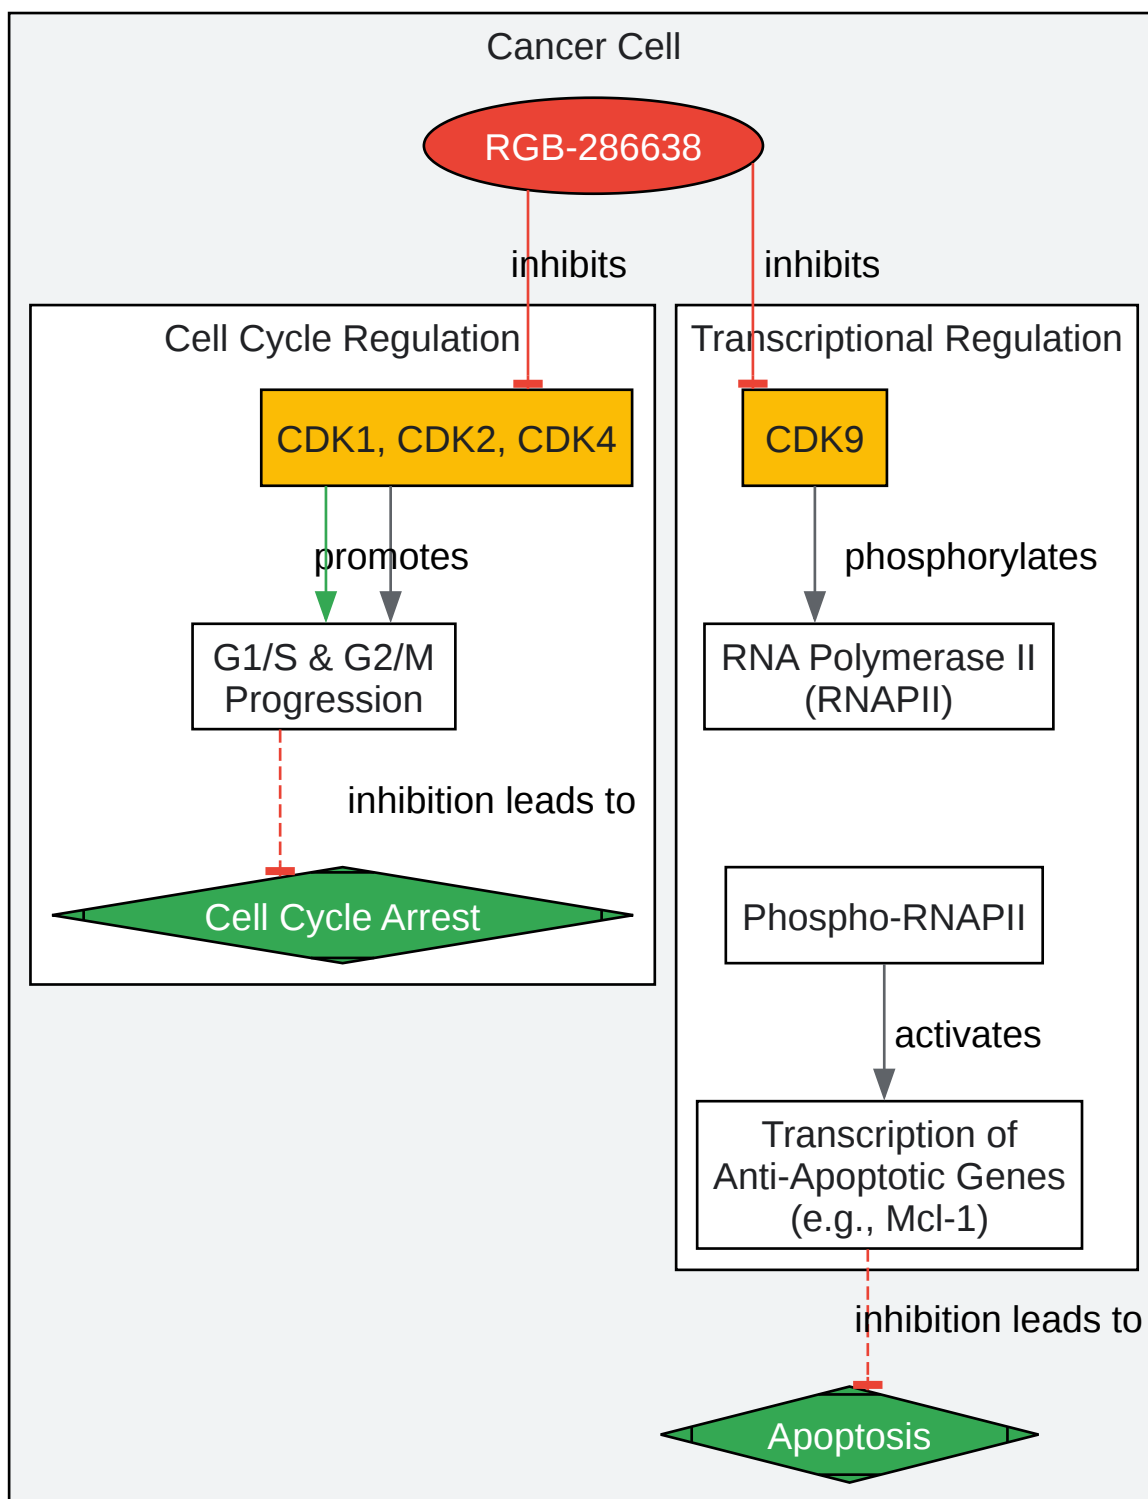 Cancer Cell
RGB-286638
inhibits
inhibits
Cell Cycle Regulation
CDK1, CDK2, CDK4
promotes
G1/S & G2/M
Progression
inhibition leads to
Cell Cycle Arrest
Transcriptional Regulation
CDK9
phosphorylates
RNA Polymerase II
(RNAPII)
Phospho-RNAPII
activates
Transcription of
Anti-Apoptotic Genes
(e.g., Mcl-1)
inhibition leads to
Apoptosis